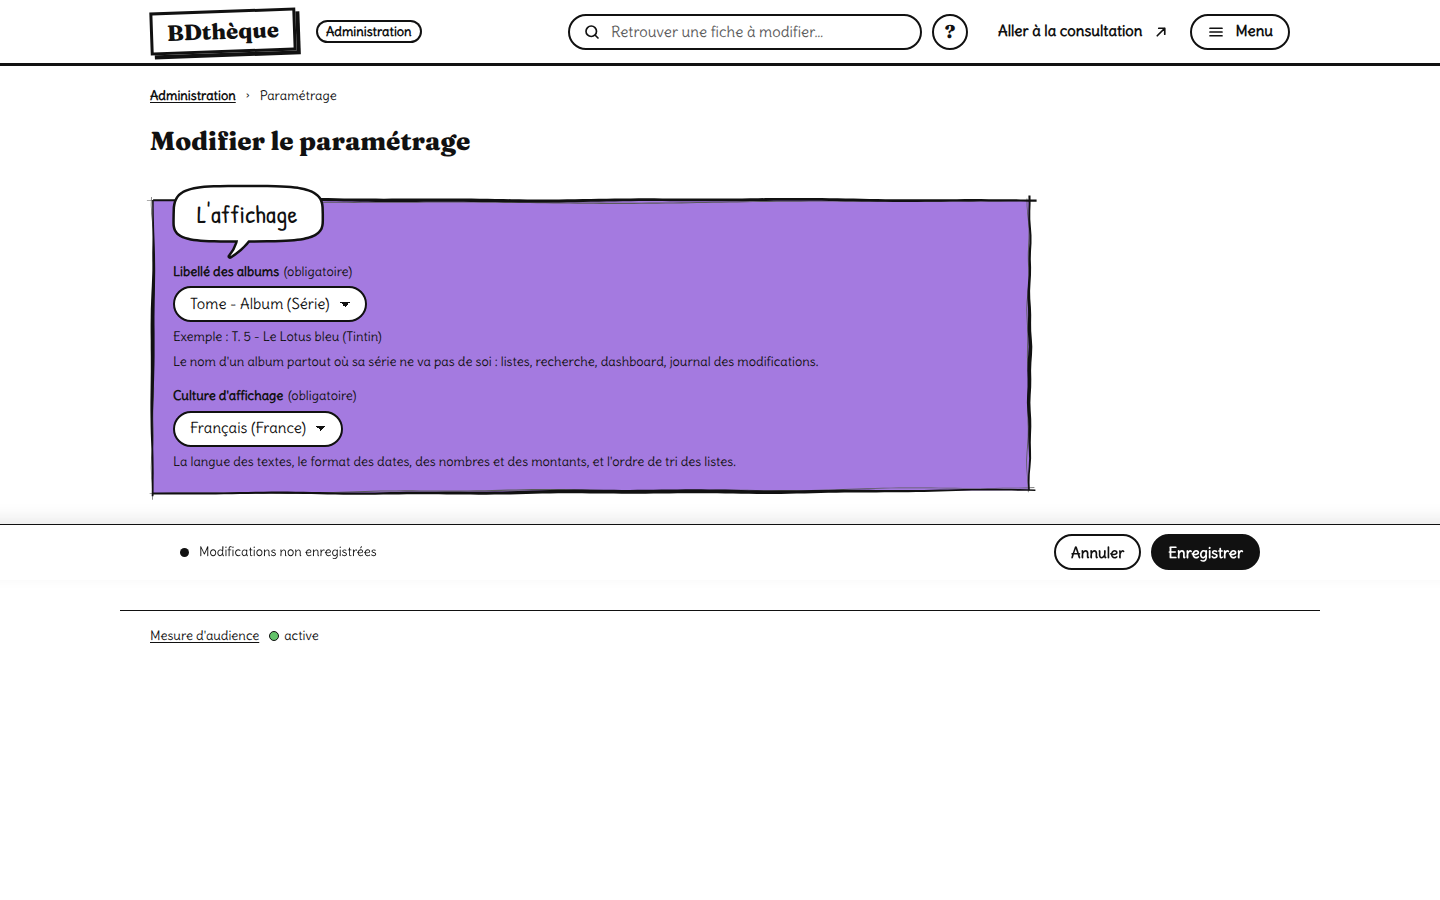 BDthèque
Administration
Retrouver une fiche à modifier...
?
Aller à la consultation
Menu
Administration › Paramétrage
Modifier le paramétrage
L'affichage
Libellé des albums (obligatoire)
Tome - Album (Série)
Exemple : T. 5 - Le Lotus bleu (Tintin)
Le nom d'un album partout où sa série ne va pas de soi : listes, recherche, dashboard, journal des modifications.
Culture d'affichage (obligatoire)
Français (France)
La langue des textes, le format des dates, des nombres et des montants, et l'ordre de tri des listes.
Modifications non enregistrées
Annuler
Enregistrer
Mesure d'audience
active